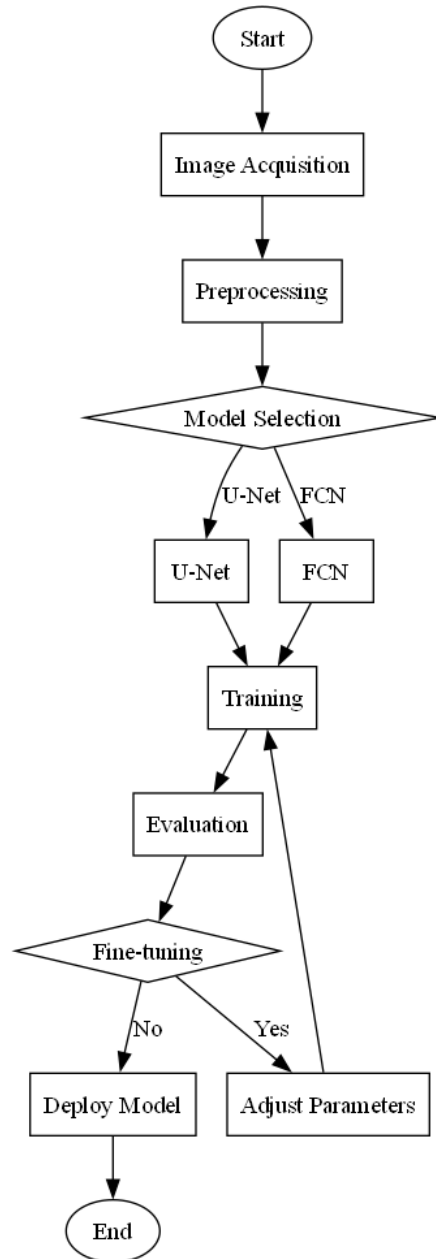 Start
Image Acquisition
Preprocessing
Model Selection
U-Net
FCN
U-Net
FCN
Training
Evaluation
Fine-tuning
No
Yes
Deploy Model
Adjust Parameters
End